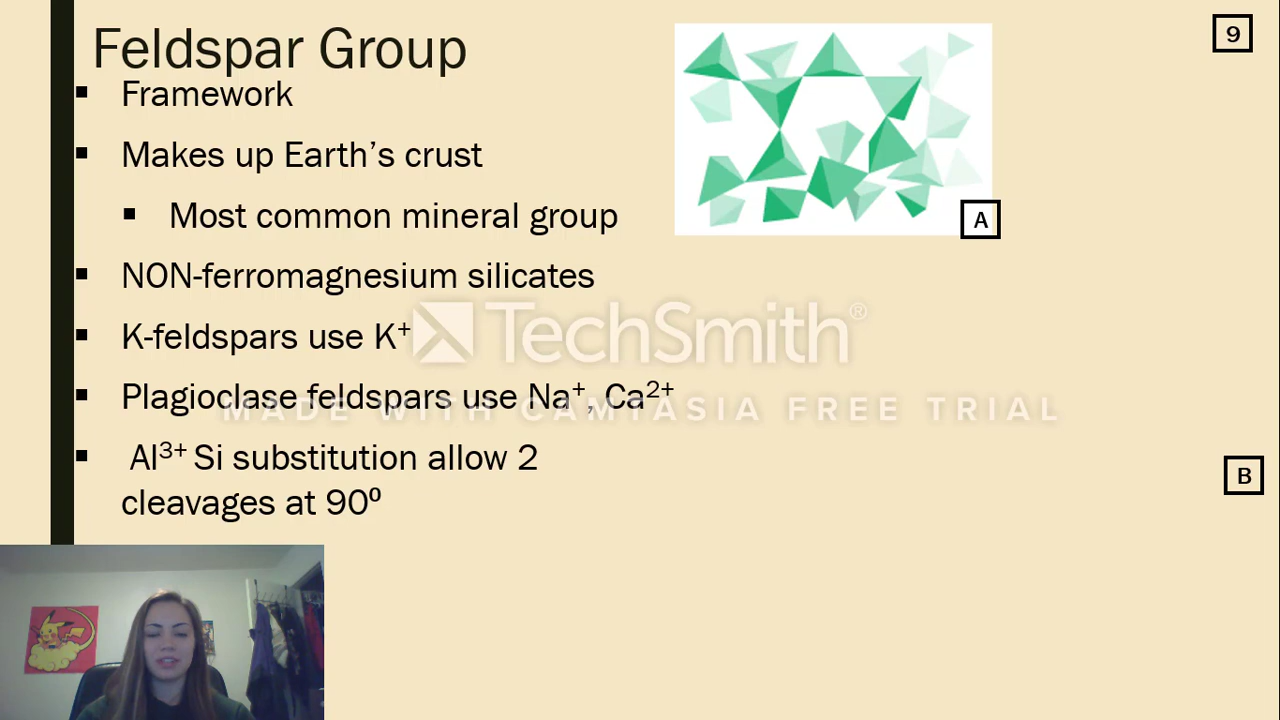 Feldspar Group
9
▪ Framework
▪ Makes up Earth’s crust
▪ Most common mineral group
A
▪ NON-ferromagnesium silicates
▪ K-feldspars use K⁺
▪ Plagioclase feldspars use Na⁺, Ca²⁺
TechSmith®
MADE WITH CAMTASIA FREE TRIAL
▪ Al³⁺ Si substitution allow 2
cleavages at 90⁰
B